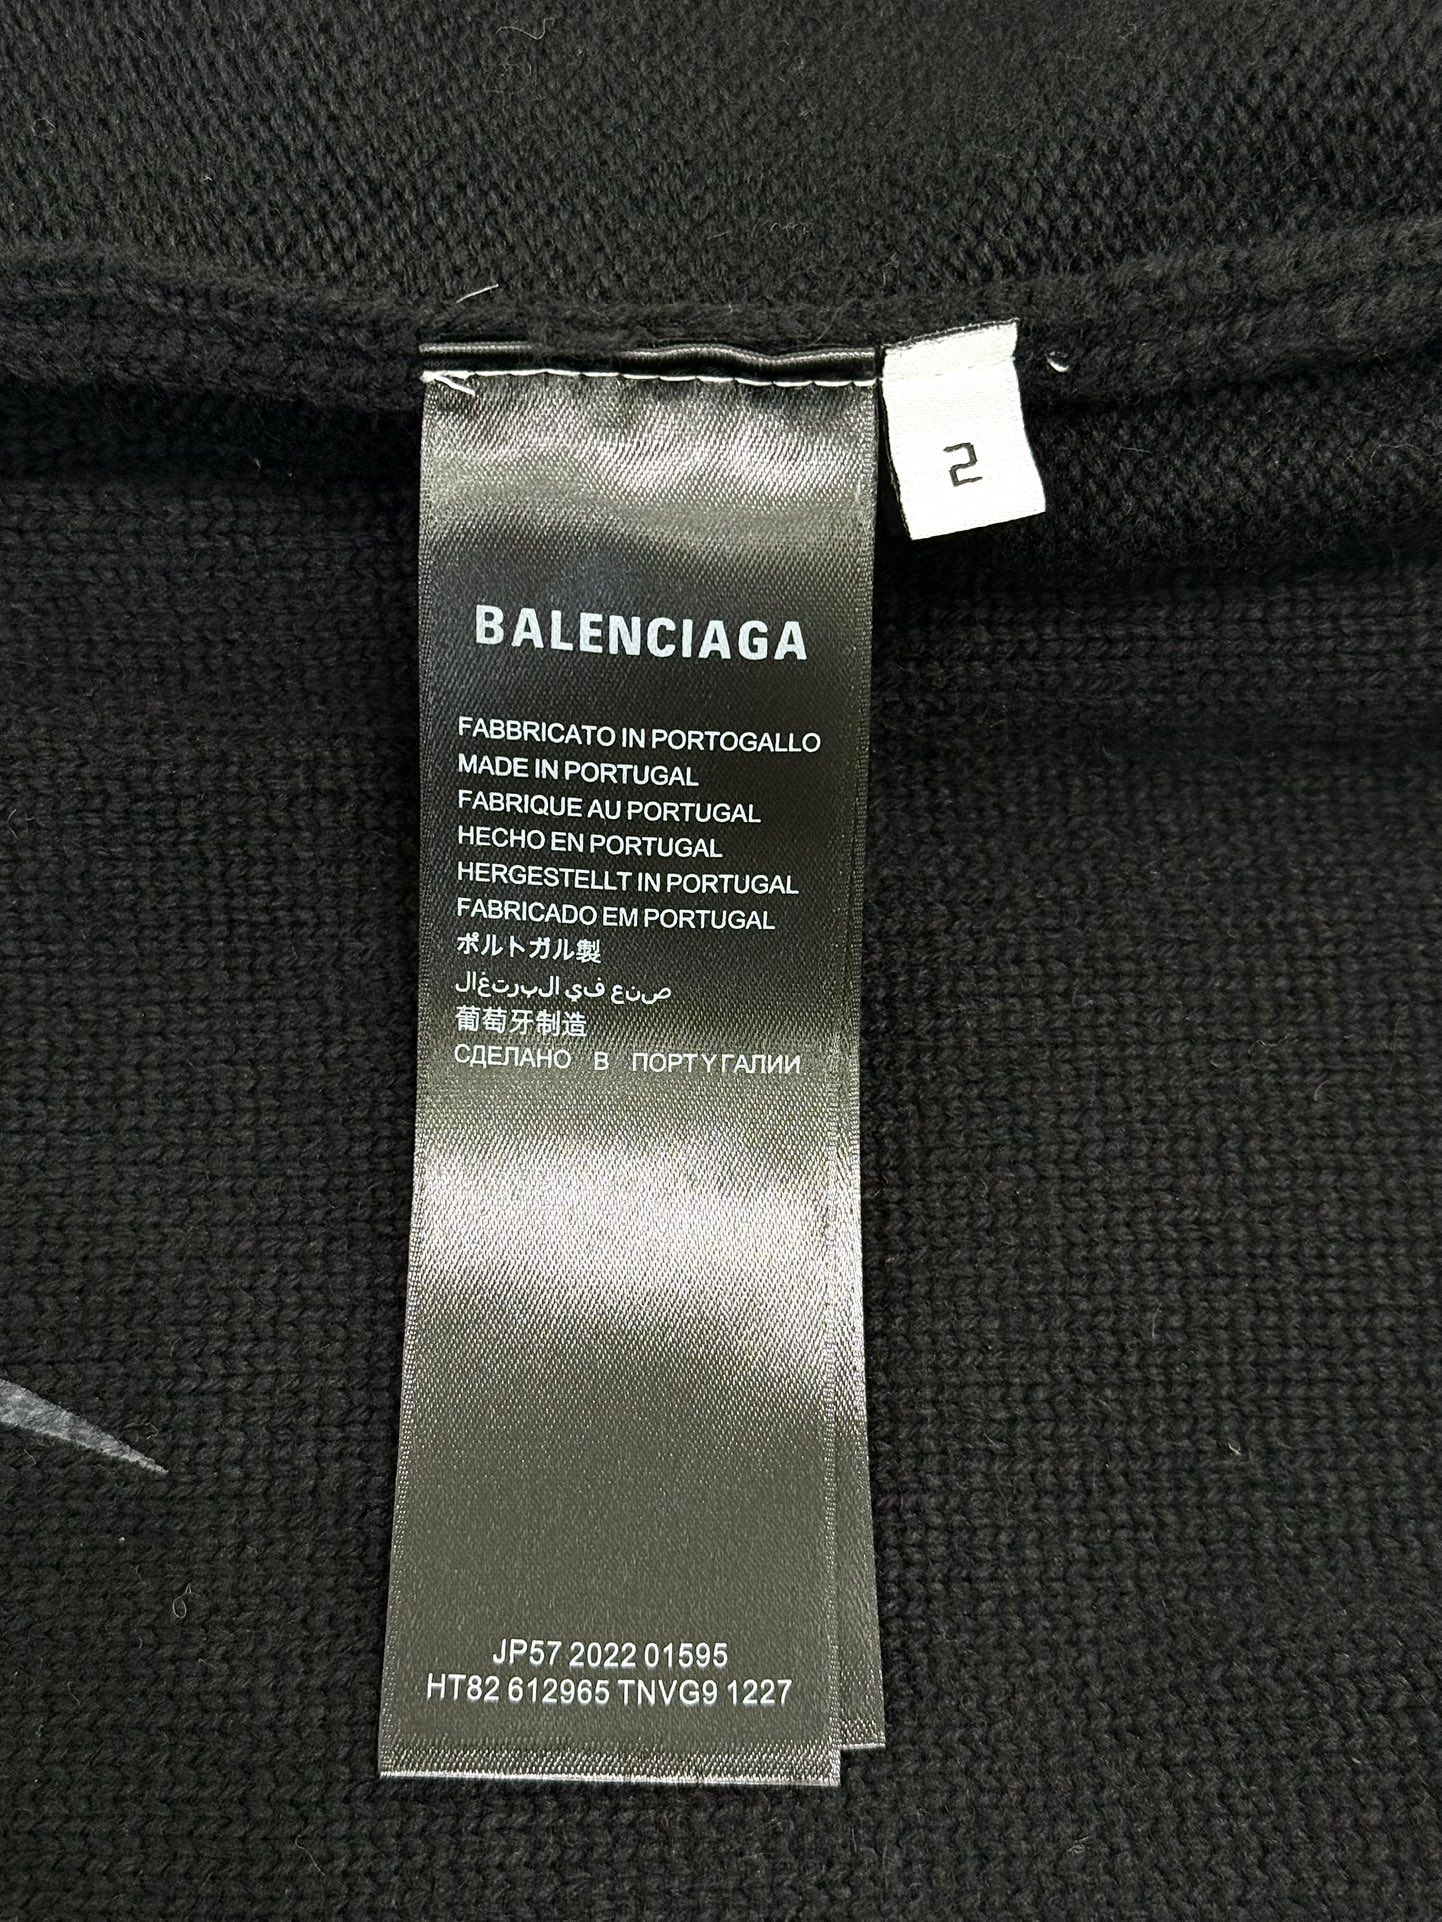 2
BALENCIAGA
FABBRICATO IN PORTOGALLO
MADE IN PORTUGAL
FABRIQUE AU PORTUGAL
HECHO EN PORTUGAL
HERGESTELLT IN PORTUGAL
FABRICADO EM PORTUGAL
ポルトガル製
صنع في البرتغال
葡萄牙制造
СДЕЛАНО В ПОРТУГАЛИИ
JP57 2022 01595
HT82 612965 TNVG9 1227